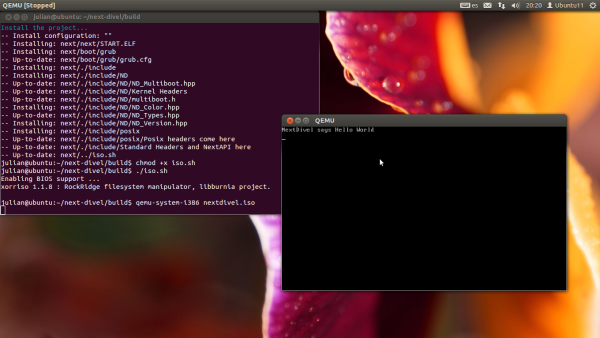 QEMU [Stopped]
es
20:20
Ubuntu11
julian@ubuntu: ~/next-divel/build
Install the project...
-- Install configuration: ""
-- Installing: next/next/START.ELF
-- Installing: next/boot/grub
-- Up-to-date: next/boot/grub/grub.cfg
-- Installing: next/./include
-- Installing: next/./include/ND
-- Up-to-date: next/./include/ND/ND_Multiboot.hpp
-- Up-to-date: next/./include/ND/Kernel Headers
-- Up-to-date: next/./include/ND/multiboot.h
-- Up-to-date: next/./include/ND/ND_Color.hpp
-- Up-to-date: next/./include/ND/ND_Types.hpp
-- Installing: next/./include/ND/ND_Version.hpp
-- Installing: next/./include/posix
-- Up-to-date: next/./include/posix/Posix headers come here
-- Up-to-date: next/./include/Standard Headers and NextAPI here
-- Up-to-date: next/../iso.sh
julian@ubuntu:~/next-divel/build$ chmod +x iso.sh
julian@ubuntu:~/next-divel/build$ ./iso.sh
Enabling BIOS support ...
xorriso 1.1.8 : RockRidge filesystem manipulator, libburnia project.
julian@ubuntu:~/next-divel/build$ qemu-system-i386 nextdivel.iso
QEMU
NextDivel says Hello World